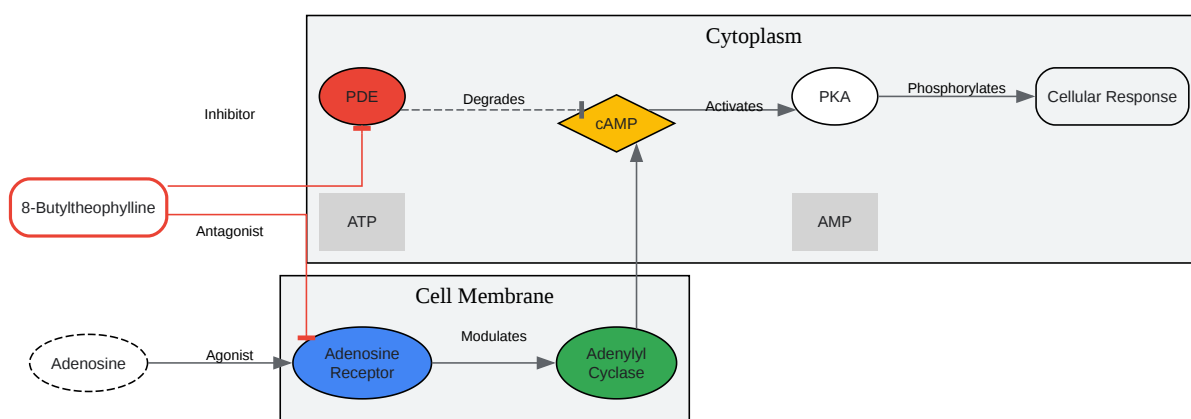 Cytoplasm
PDE
Degrades
cAMP
Activates
PKA
Phosphorylates
Cellular Response
Inhibitor
8-Butyltheophylline
Antagonist
ATP
AMP
Cell Membrane
Adenosine
Agonist
Adenosine
Receptor
Modulates
Adenylyl
Cyclase